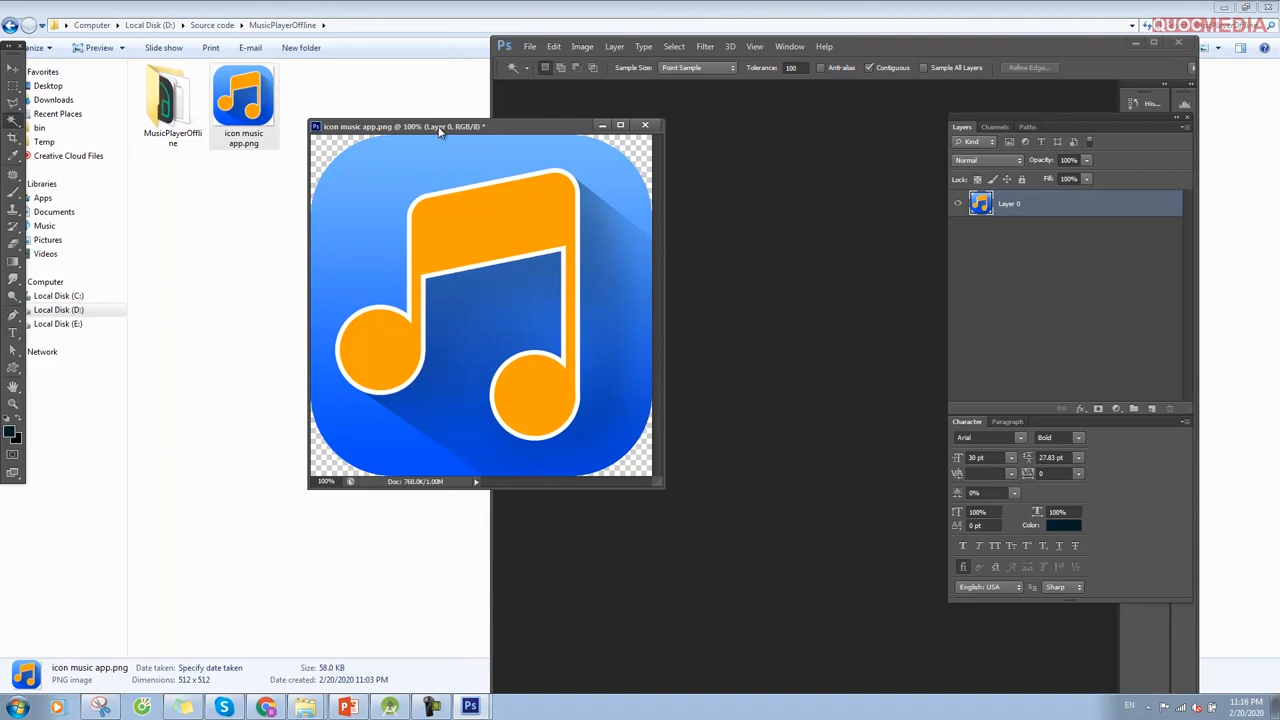 Computer
Local Disk (D:)
Source code
MusicPlayerOffline
QUOCMEDIA
Preview
Slide show
Print
E-mail
New folder
Favorites
Desktop
Downloads
Recent Places
bin
Temp
Creative Cloud Files
Libraries
Apps
Documents
Music
Pictures
Videos
Computer
Local Disk (C:)
Local Disk (D:)
Local Disk (E:)
Network
MusicPlayerOffli
ne
icon music
app.png
Ps File Edit Image Layer Type Select Filter 3D View Window Help
Sample Size: Point Sample Tolerance: 100 Anti-alias Contiguous Sample All Layers Refine Edge...
icon music app.png @ 100% (Layer 0, RGB/8) *
100% Doc: 768.0K/1.00M
His...
Layers Channels Paths
Kind
Normal Opacity: 100%
Lock: Fill: 100%
Layer 0
fx
Character Paragraph
Arial Bold
30 pt 27.83 pt
0
0%
100% 100%
0 pt Color:
English: USA Sharp
icon music app.png Date taken: Specify date taken Size: 58.0 KB
PNG image Dimensions: 512 x 512 Date created: 2/20/2020 11:03 PM
EN
11:16 PM
2/20/2020